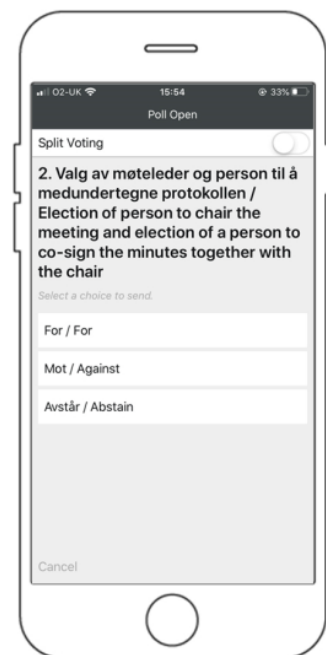 O2-UK 15:54 33%
Poll Open
Split Voting
2. Valg av møteleder og person til å
medundertegne protokollen /
Election of person to chair the
meeting and election of a person to
co-sign the minutes together with
the chair
Select a choice to send.
For / For
Mot / Against
Avstår / Abstain
Cancel